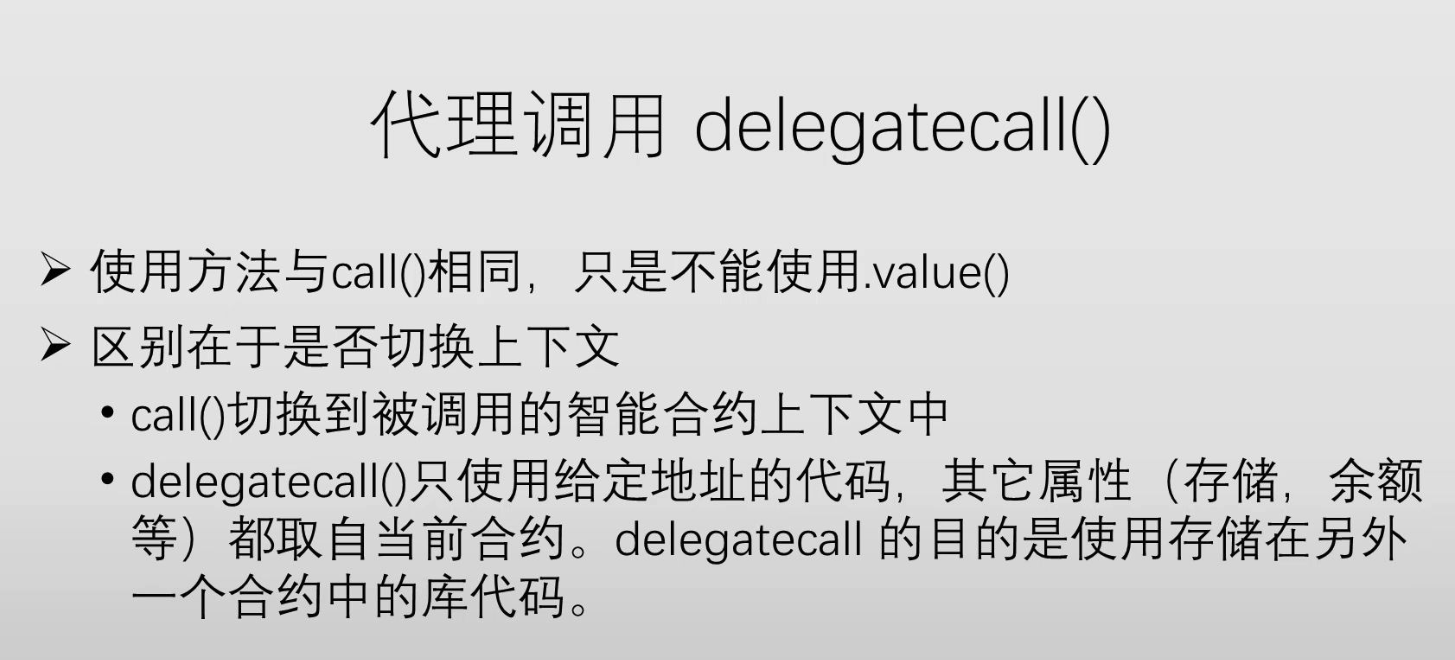 代理调用 delegatecall()
➢ 使用方法与call()相同，只是不能使用.value()
➢ 区别在于是否切换上下文
• call()切换到被调用的智能合约上下文中
• delegatecall()只使用给定地址的代码，其它属性（存储，余额
等）都取自当前合约。delegatecall 的目的是使用存储在另外
一个合约中的库代码。